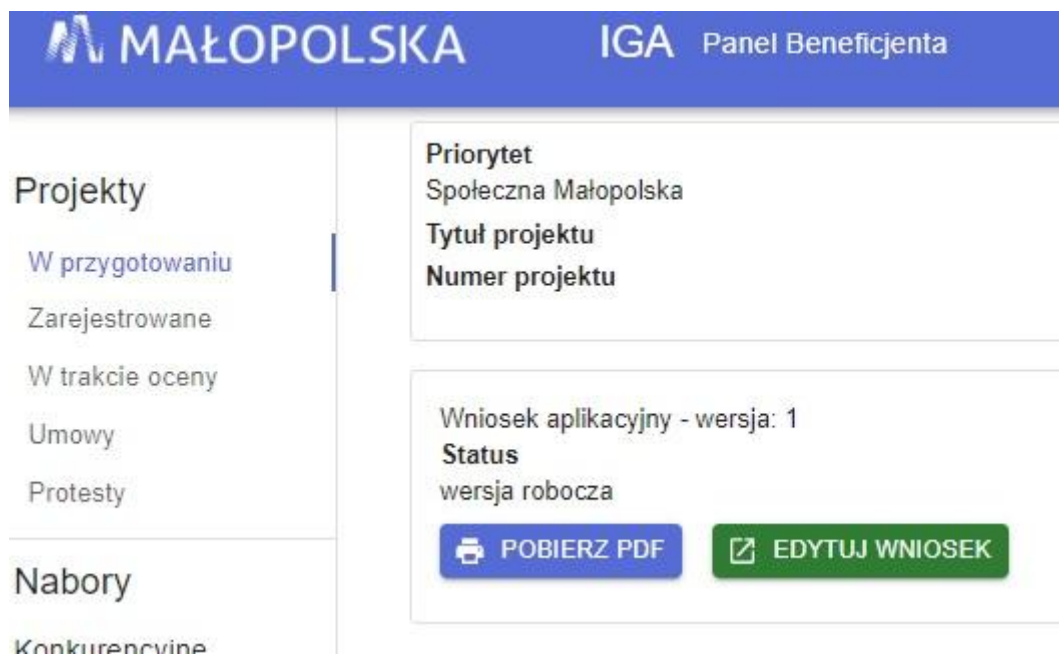 MAŁOPOLSKA
IGA Panel Beneficjenta
Projekty
W przygotowaniu
Zarejestrowane
W trakcie oceny
Umowy
Protesty
Nabory
Konkurencyjne
Priorytet
Społeczna Małopolska
Tytuł projektu
Numer projektu
Wniosek aplikacyjny - wersja: 1
Status
wersja robocza
POBIERZ PDF
EDYTUJ WNIOSEK